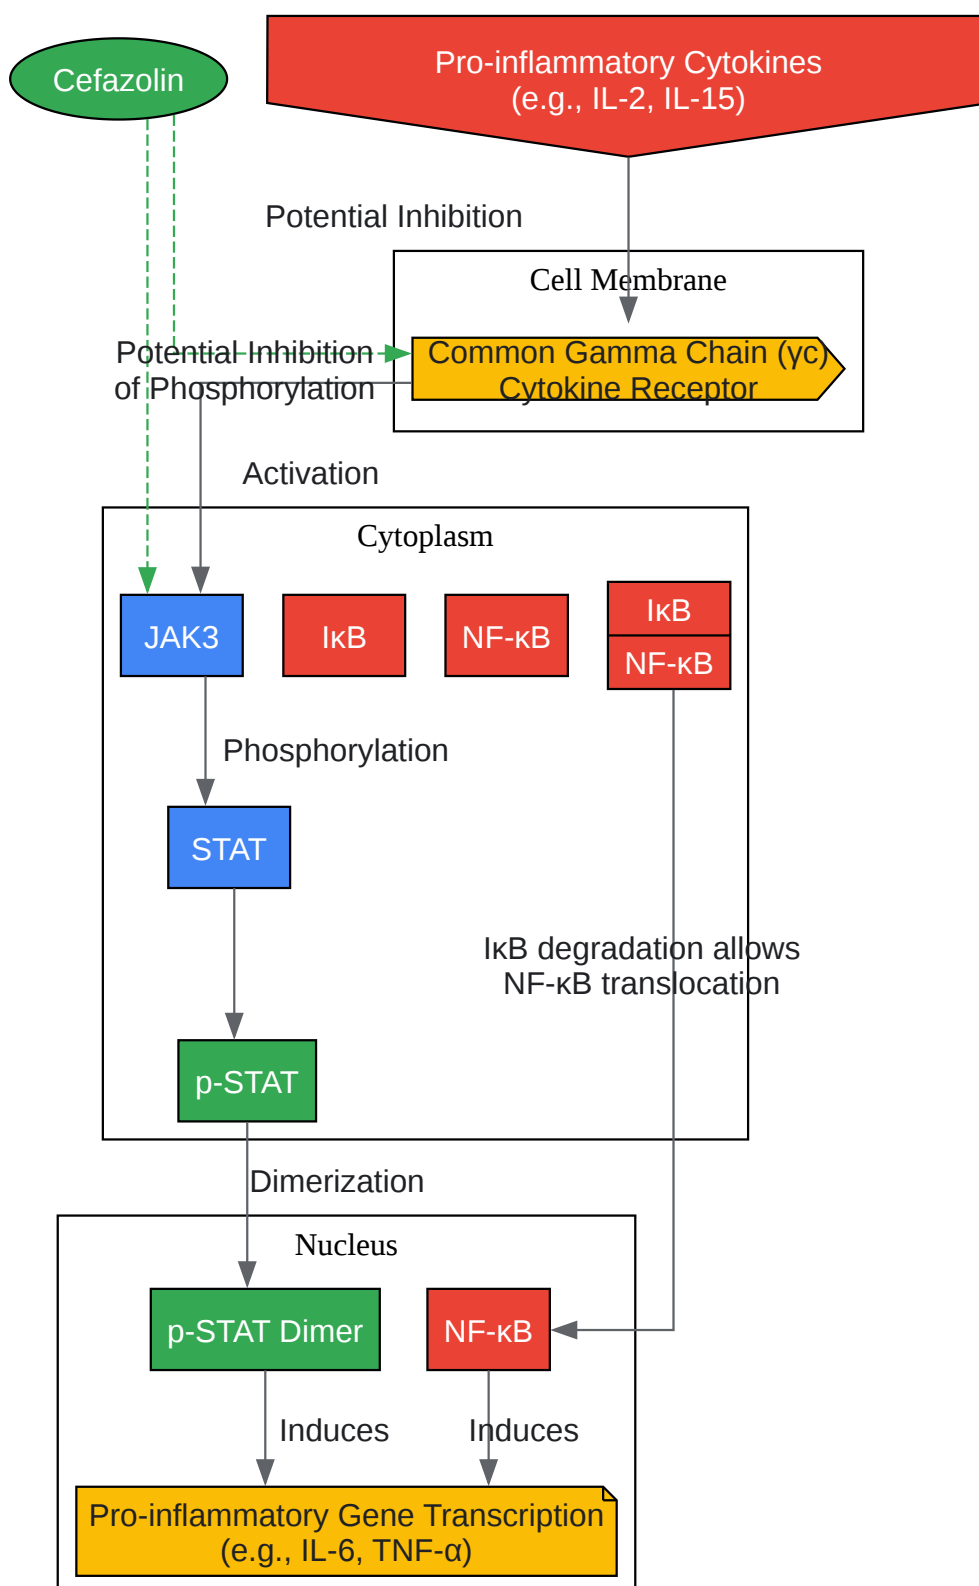 Cefazolin
Pro-inflammatory Cytokines
(e.g., IL-2, IL-15)
Potential Inhibition
Cell Membrane
Potential Inhibition
of Phosphorylation
Common Gamma Chain (γc)
Cytokine Receptor
Activation
Cytoplasm
JAK3
IκB
NF-κB
IκB
NF-κB
Phosphorylation
STAT
IκB degradation allows
NF-κB translocation
p-STAT
Dimerization
Nucleus
p-STAT Dimer
NF-κB
Induces
Induces
Pro-inflammatory Gene Transcription
(e.g., IL-6, TNF-α)